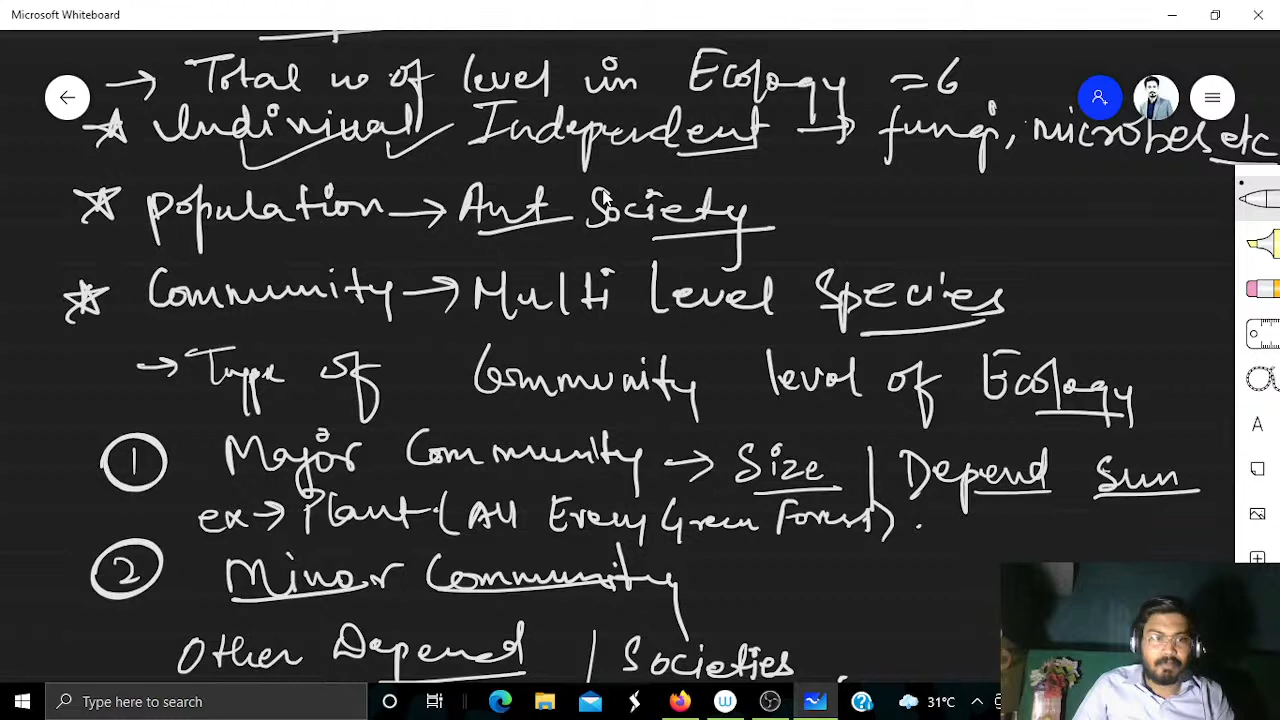 Microsoft Whiteboard
→ Total no of level in Ecology = 6
Indivisual Independent → fungi, microbes etc
population → Ant Society
Community → Multi level Species
→ Type of Community level of Ecology
① Major Community → Size | Depend Sun
ex → Plant (All Every Green Forest).
② Minor Community
Other Depend | Societies
Type here to search
31°C